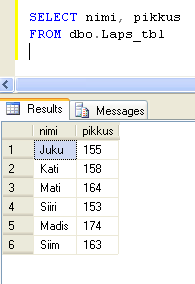 SELECT nimi, pikkus
FROM dbo.Laps_tbl
Results Messages
nimi pikkus
1 Juku 155
2 Kati 158
3 Mati 164
4 Siiri 153
5 Madis 174
6 Siim 163